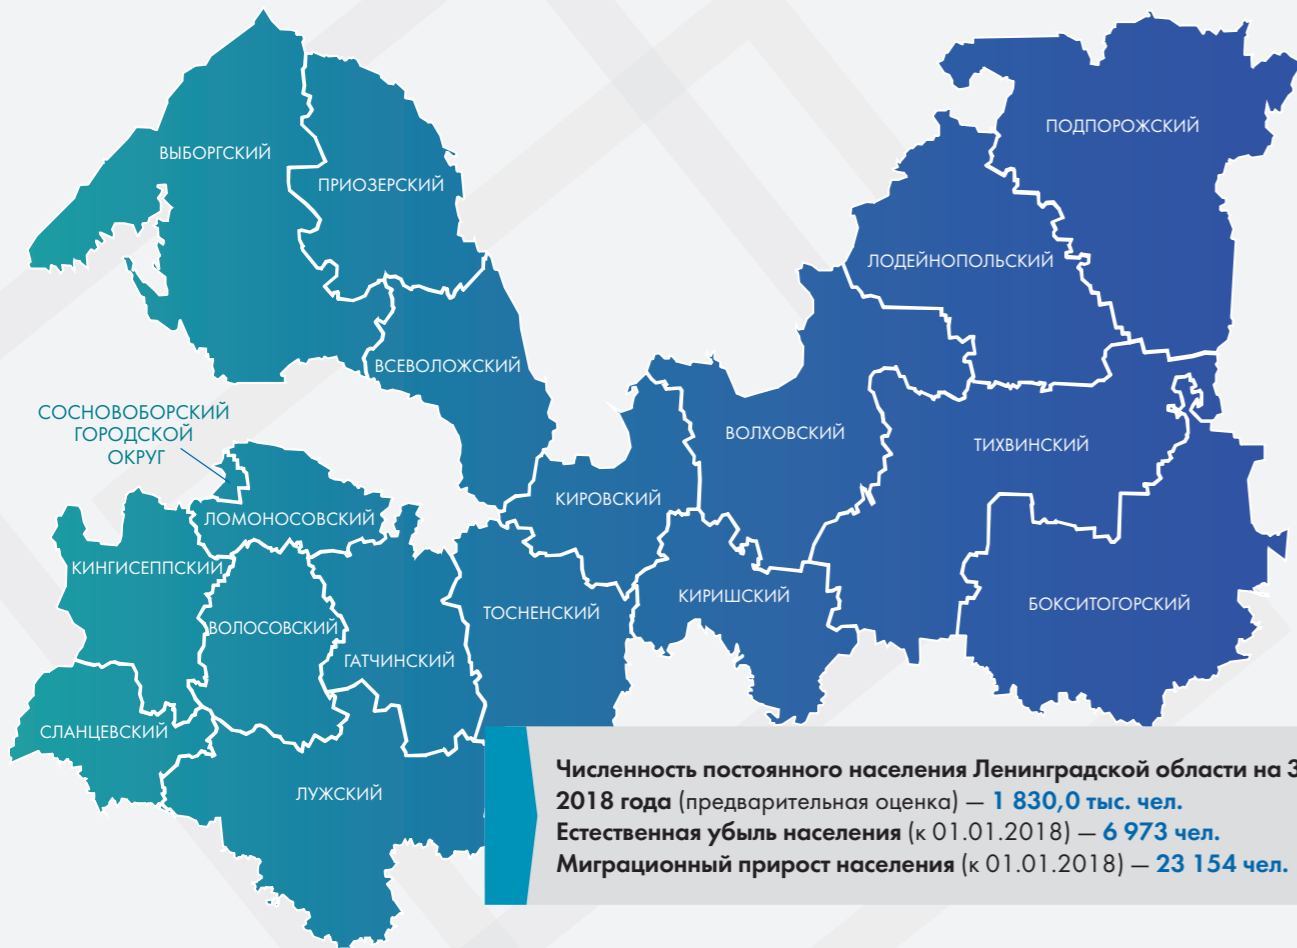 ПОДПОРОЖСКИЙ
ВЫБОРГСКИЙ
ПРИОЗЕРСКИЙ
ЛОДЕЙНОПОЛЬСКИЙ
ВСЕВОЛОЖСКИЙ
СОСНОВОБОРСКИЙ
ГОРОДСКОЙ
ОКРУГ
ВОЛХОВСКИЙ
ТИХВИНСКИЙ
КИРОВСКИЙ
ЛОМОНОСОВСКИЙ
КИНГИСЕППСКИЙ
КИРИШСКИЙ
БОКСИТОГОРСКИЙ
ТОСНЕНСКИЙ
ВОЛОСОВСКИЙ
ГАТЧИНСКИЙ
СЛАНЦЕВСКИЙ
ЛУЖСКИЙ
Численность постоянного населения Ленинградской области на
2018 года (предварительная оценка) — 1 830,0 тыс. чел.
Естественная убыль населения (к 01.01.2018) — 6 973 чел.
Миграционный прирост населения (к 01.01.2018) — 23 154 чел.